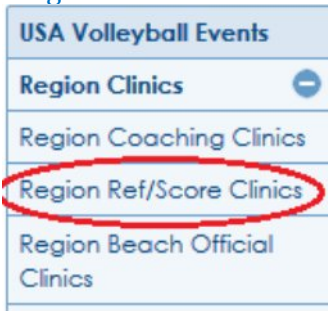 USA Volleyball Events
Region Clinics
Region Coaching Clinics
Region Ref/Score Clinics
Region Beach Official
Clinics